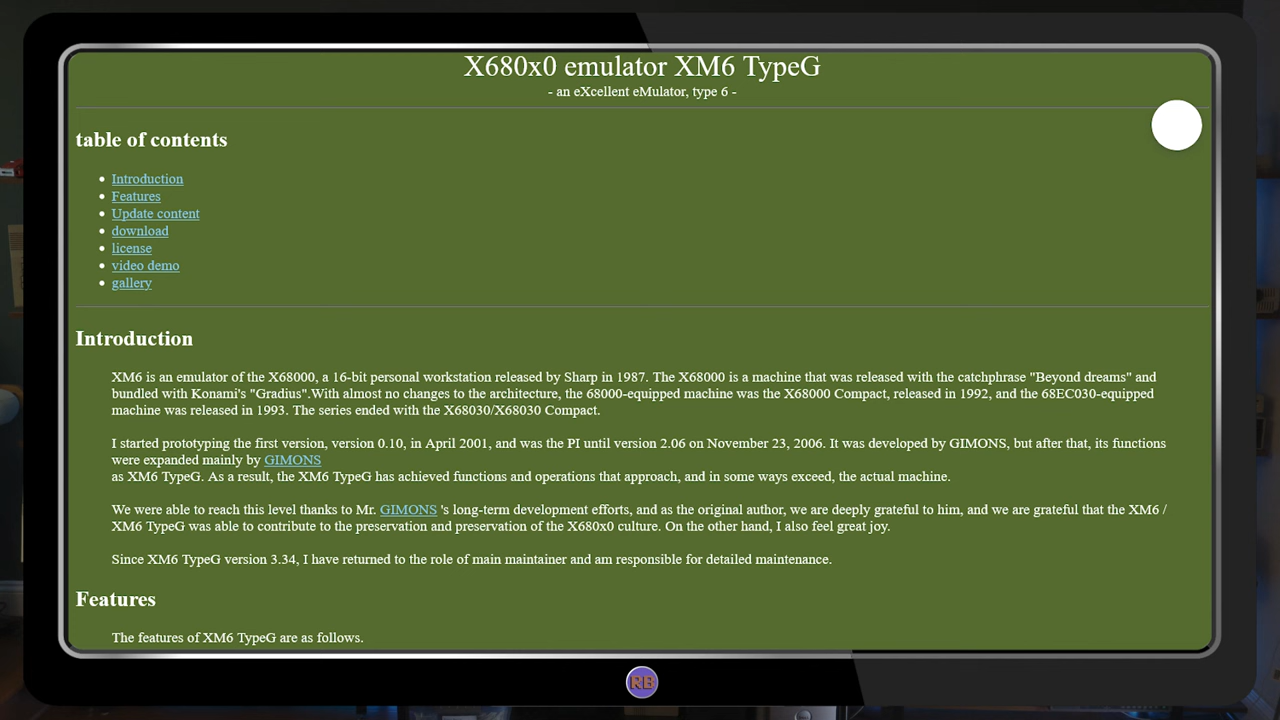 X680x0 emulator XM6 TypeG
- an eXcellent eMulator, type 6 -
table of contents
Introduction
Features
Update content
download
license
video demo
gallery
Introduction
XM6 is an emulator of the X68000, a 16-bit personal workstation released by Sharp in 1987. The X68000 is a machine that was released with the catchphrase "Beyond dreams" and
bundled with Konami's "Gradius".With almost no changes to the architecture, the 68000-equipped machine was the X68000 Compact, released in 1992, and the 68EC030-equipped
machine was released in 1993. The series ended with the X68030/X68030 Compact.
I started prototyping the first version, version 0.10, in April 2001, and was the PI until version 2.06 on November 23, 2006. It was developed by GIMONS, but after that, its functions
were expanded mainly by GIMONS
as XM6 TypeG. As a result, the XM6 TypeG has achieved functions and operations that approach, and in some ways exceed, the actual machine.
We were able to reach this level thanks to Mr. GIMONS 's long-term development efforts, and as the original author, we are deeply grateful to him, and we are grateful that the XM6 /
XM6 TypeG was able to contribute to the preservation and preservation of the X680x0 culture. On the other hand, I also feel great joy.
Since XM6 TypeG version 3.34, I have returned to the role of main maintainer and am responsible for detailed maintenance.
Features
The features of XM6 TypeG are as follows.
RB